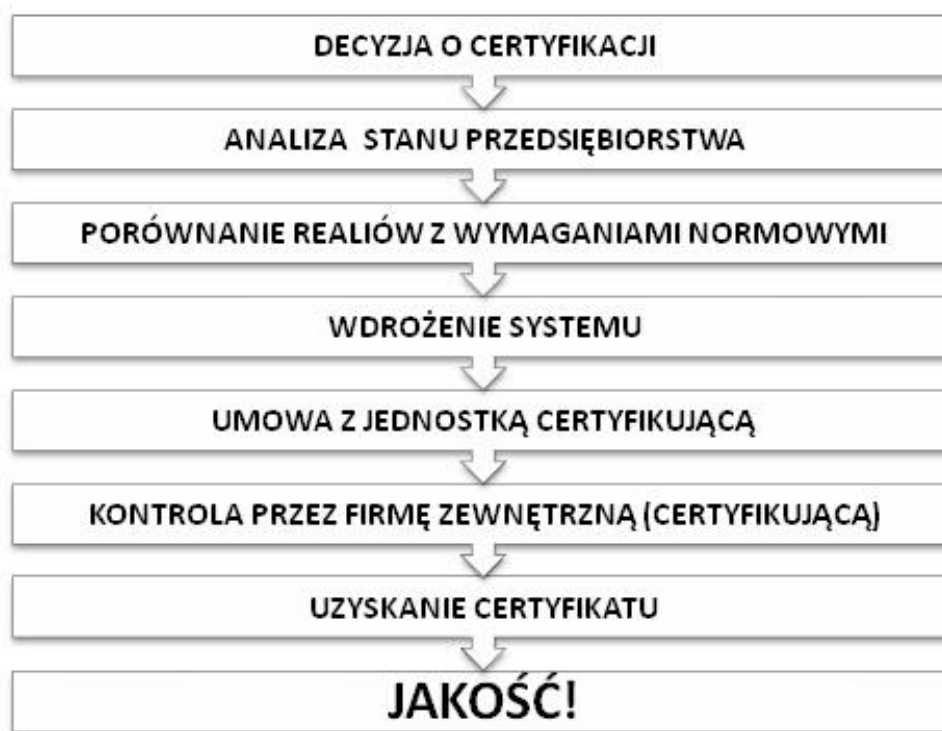 DECYZJA O CERTYFIKACJI
ANALIZA STANU PRZEDSIĘBIORSTWA
PORÓWNANIE REALIÓW Z WYMAGANIAMI NORMOWYMI
WDROŻENIE SYSTEMU
UMOWA Z JEDNOSTKĄ CERTYFIKUJĄCĄ
KONTROLA PRZEZ FIRMĘ ZEWNĘTRZNĄ (CERTYFIKUJĄCĄ)
UZYSKANIE CERTYFIKATU
JAKOŚĆ!